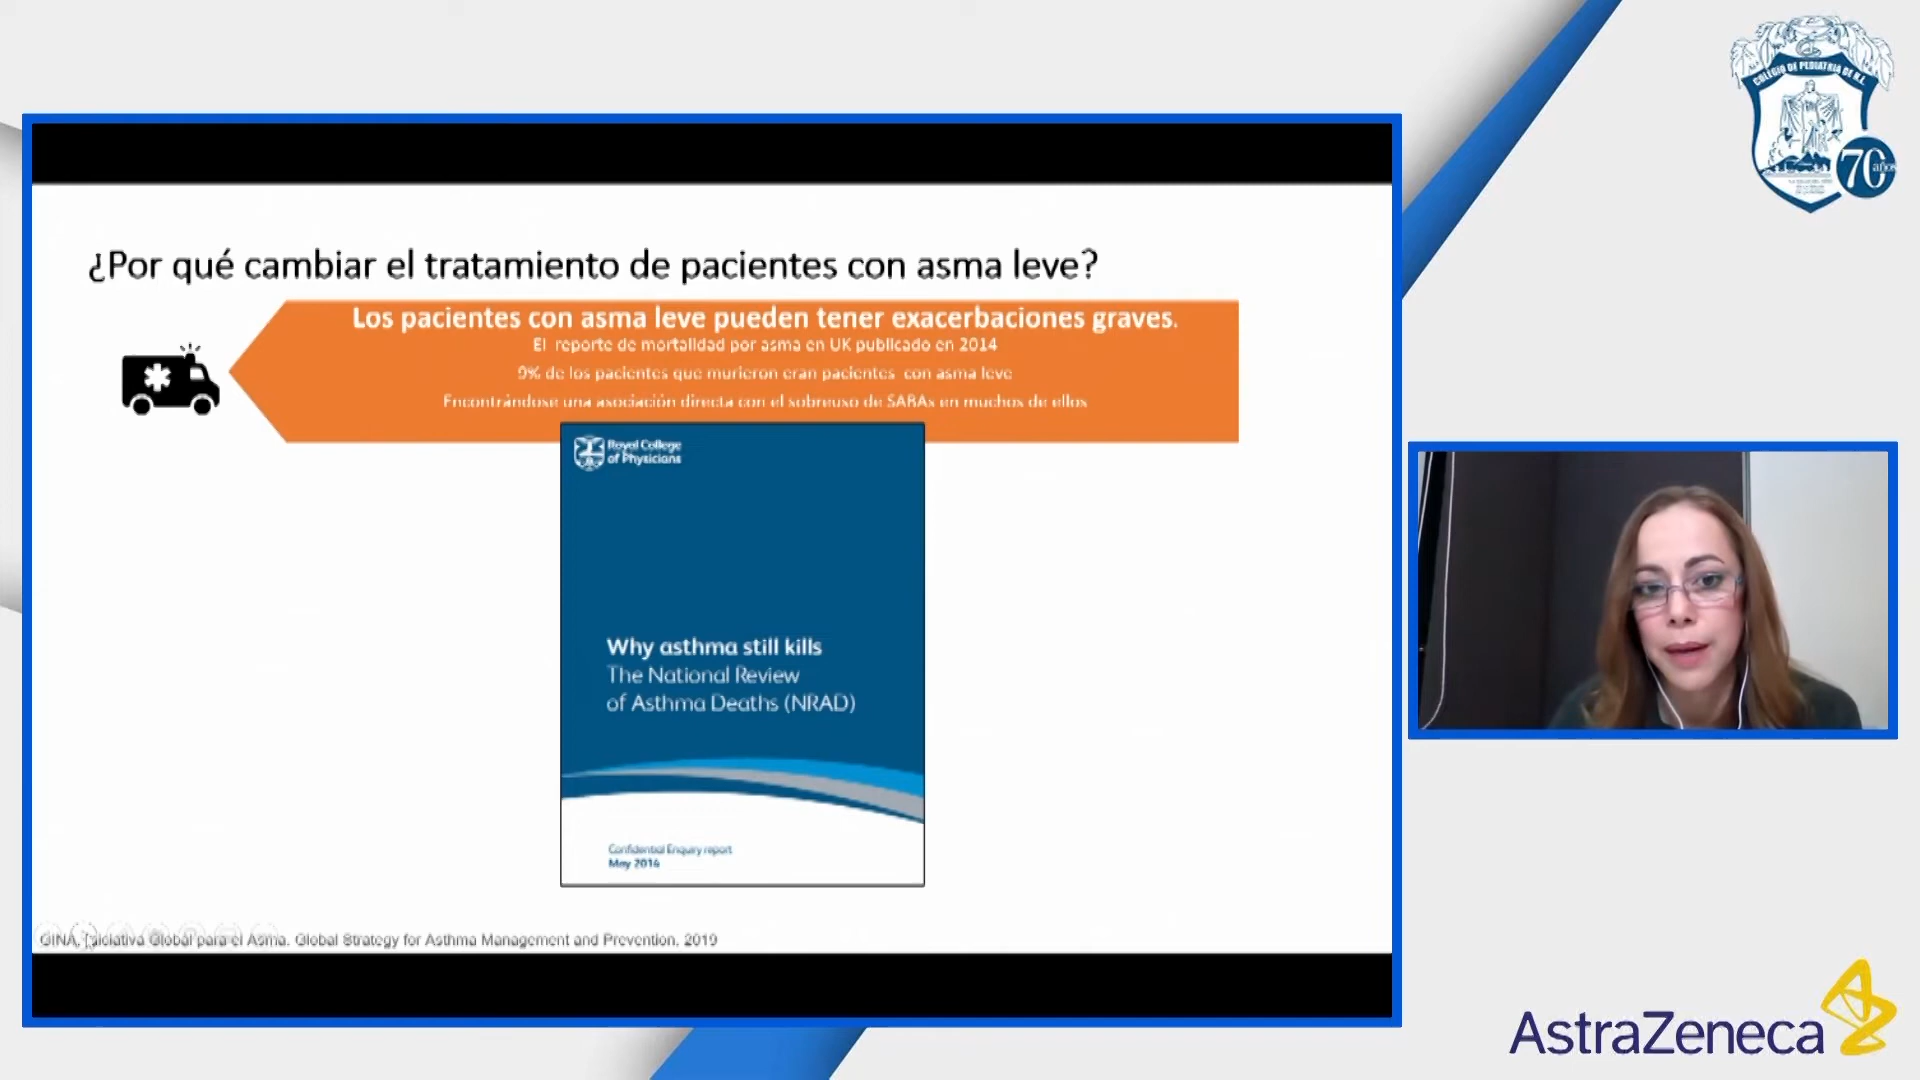 COLEGIO DE PEDIATRIA DE N.L.
70 años
¿Por qué cambiar el tratamiento de pacientes con asma leve?
Los pacientes con asma leve pueden tener exacerbaciones graves.
El reporte de mortalidad por asma en UK publicado en 2014
9% de los pacientes que murieron eran pacientes con asma leve
Encontrándose una asociación directa con el sobreuso de SABAs en muchos de ellos
Royal College
of Physicians
Why asthma still kills
The National Review
of Asthma Deaths (NRAD)
Confidential Enquiry report
May 2014
GINA, Iniciativa Global para el Asma. Global Strategy for Asthma Management and Prevention, 2019
AstraZeneca